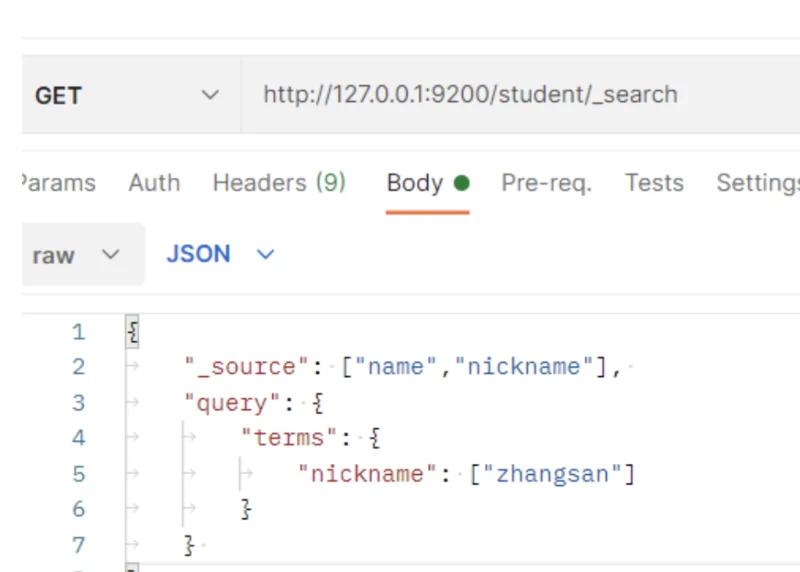 GET http://127.0.0.1:9200/student/_search
Params Auth Headers (9) Body Pre-req. Tests Settings
raw JSON
1 {
2 "_source": ["name","nickname"],
3 "query": {
4 "terms": {
5 "nickname": ["zhangsan"]
6 }
7 }